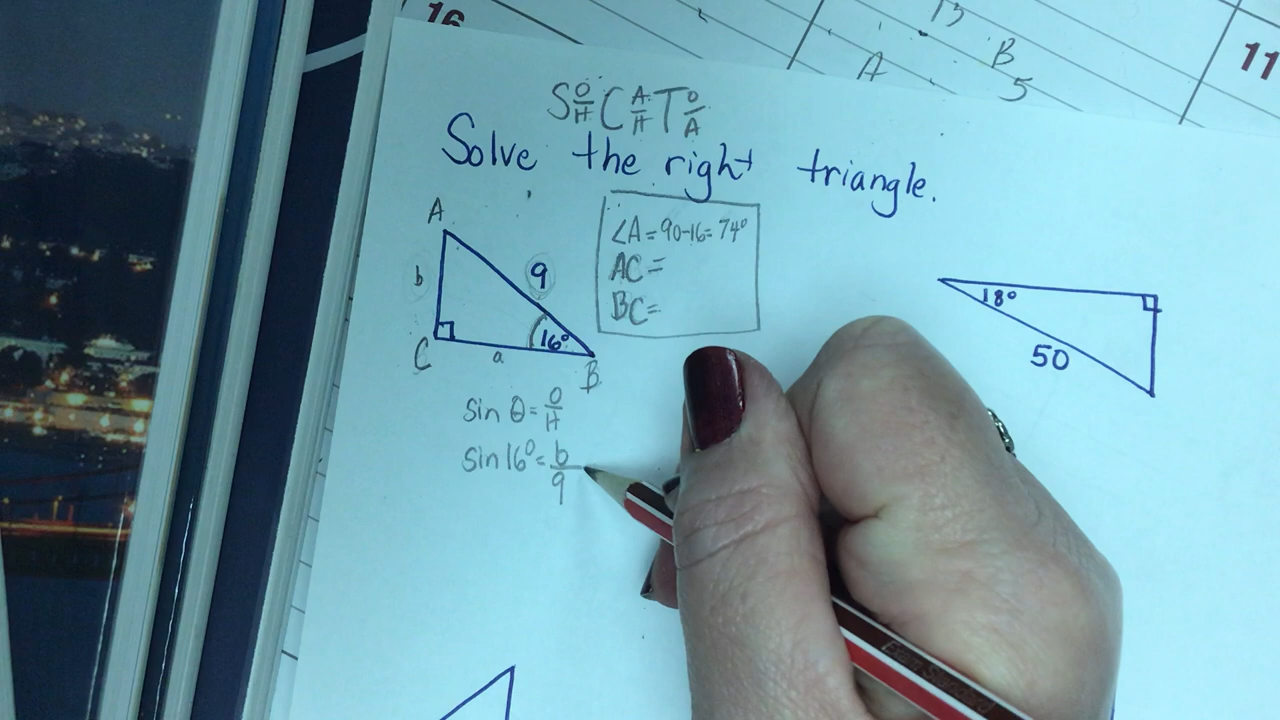 16
13
B
11
A
5
S O/H C A/H T O/A
Solve the right triangle.
A
∠A = 90-16 = 74°
AC =
BC =
b
9
16°
C
a
B
18°
50
sin θ = O/H
sin 16° = b/9